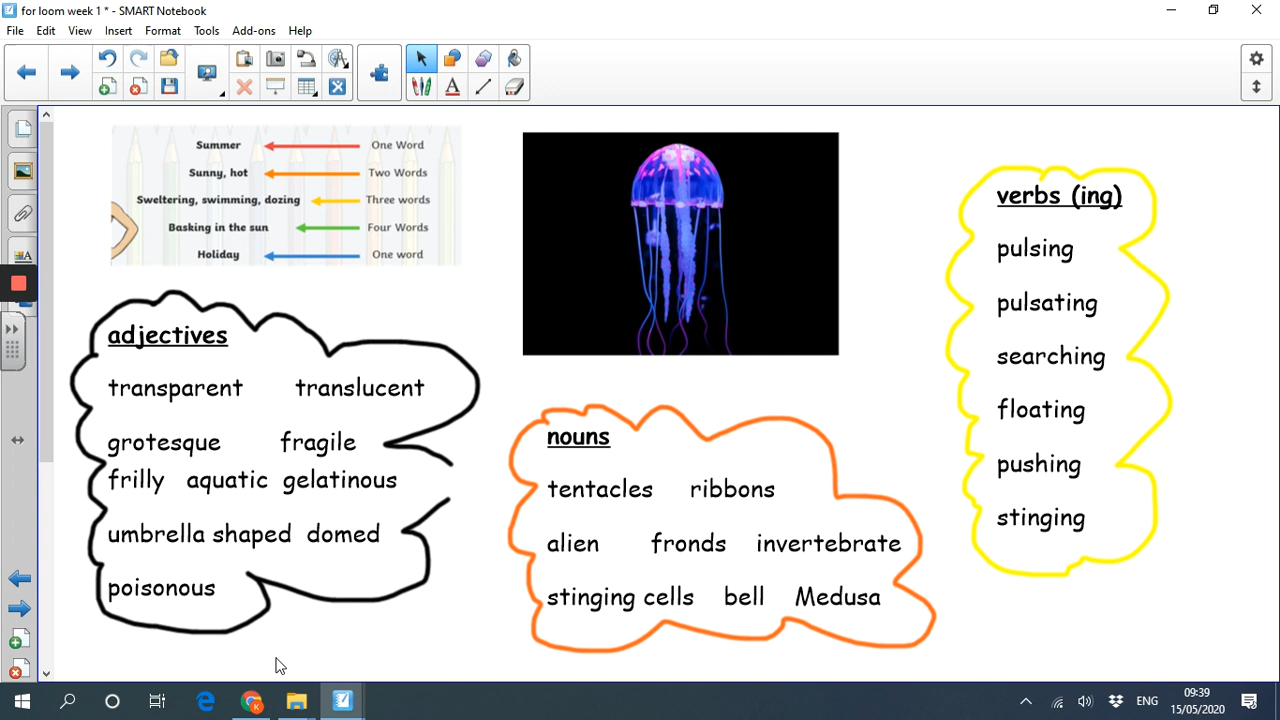 for loom week 1 * - SMART Notebook
File Edit View Insert Format Tools Add-ons Help
Summer One Word
Sunny, hot Two Words
Sweltering, swimming, dozing Three words
Basking in the sun Four Words
Holiday One word
adjectives
transparent translucent
grotesque fragile
frilly aquatic gelatinous
umbrella shaped domed
poisonous
nouns
tentacles ribbons
alien fronds invertebrate
stinging cells bell Medusa
verbs (ing)
pulsing
pulsating
searching
floating
pushing
stinging
ENG
09:39
15/05/2020